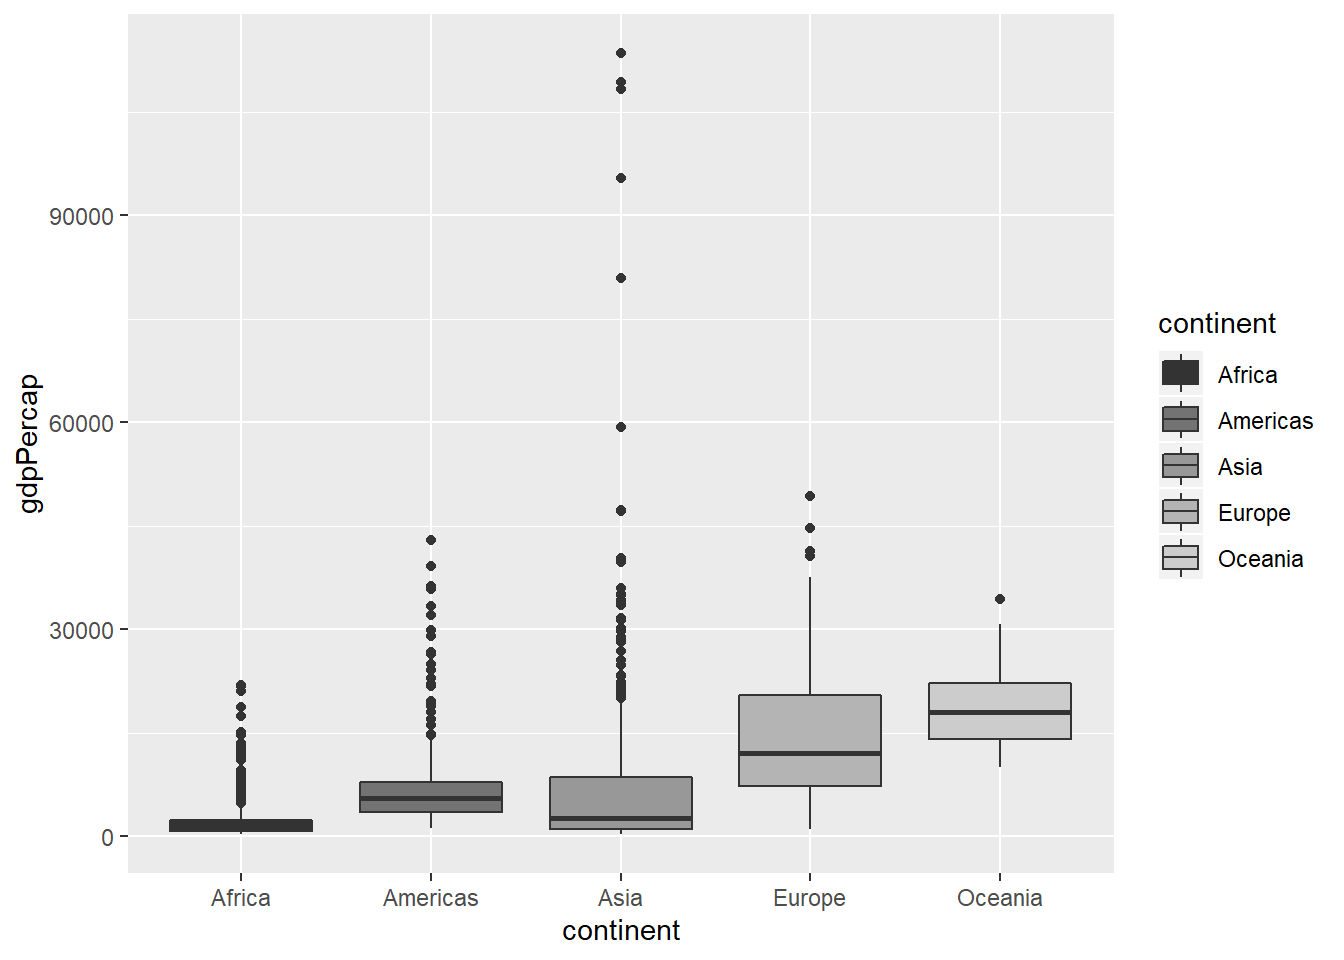 gdpPercap
90000
60000
30000
0
Africa
Americas
Asia
Europe
Oceania
continent
continent
Africa
Americas
Asia
Europe
Oceania